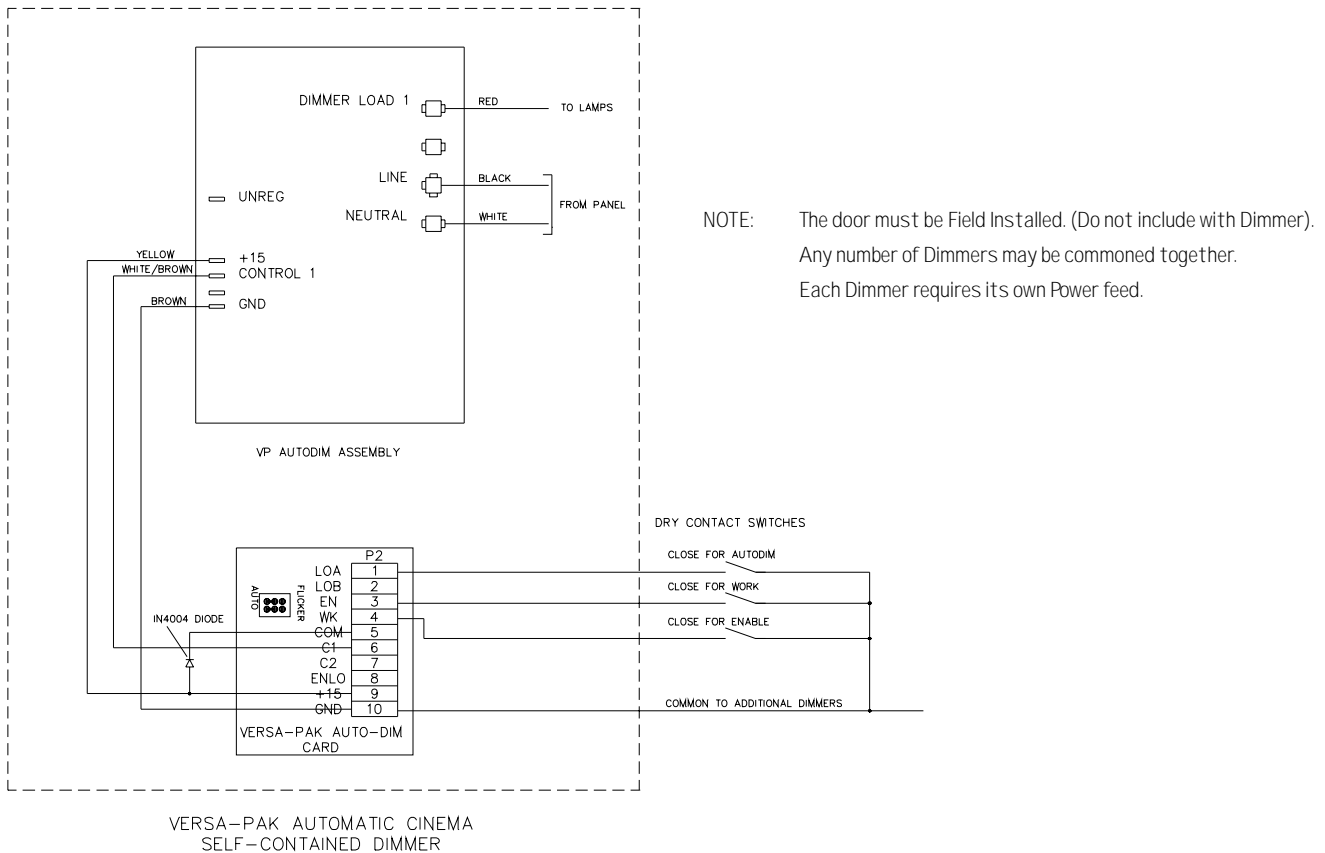 DIMMER LOAD 1
RED
TO LAMPS
LINE
BLACK
FROM PANEL
NEUTRAL
WHITE
UNREG
YELLOW
+15
WHITE/BROWN
CONTROL 1
BROWN
GND
VP AUTODIM ASSEMBLY
NOTE: The door must be Field Installed. (Do not include with Dimmer).
Any number of Dimmers may be commoned together.
Each Dimmer requires its own Power feed.
DRY CONTACT SWITCHES
P2
LOA 1
LOB 2
EN 3
WK 4
COM 5
C1 6
C2 7
ENLO 8
+15 9
GND 10
AUTO
FLICKER
IN4004 DIODE
CLOSE FOR AUTODIM
CLOSE FOR WORK
CLOSE FOR ENABLE
COMMON TO ADDITIONAL DIMMERS
VERSA-PAK AUTO-DIM
CARD
VERSA-PAK AUTOMATIC CINEMA
SELF-CONTAINED DIMMER